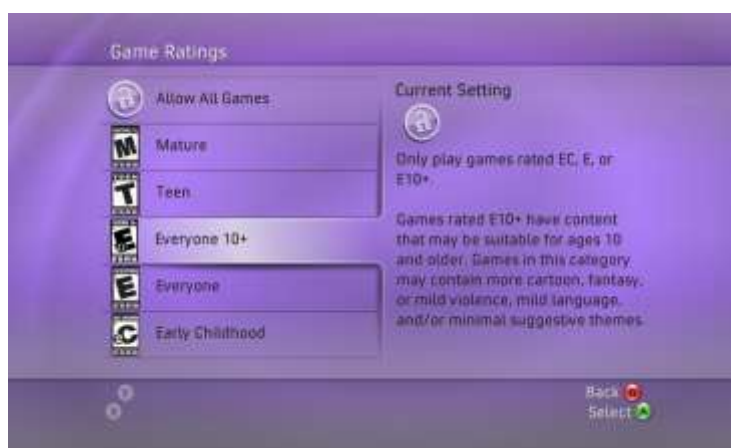 Game Ratings
Allow All Games
M Mature
T Teen
E Everyone 10+
E Everyone
eC Early Childhood
Current Setting
Only play games rated EC, E, or
E10+.
Games rated E10+ have content
that may be suitable for ages 10
and older. Games in this category
may contain more cartoon, fantasy,
or mild violence, mild language,
and/or minimal suggestive themes.
Back B
Select A